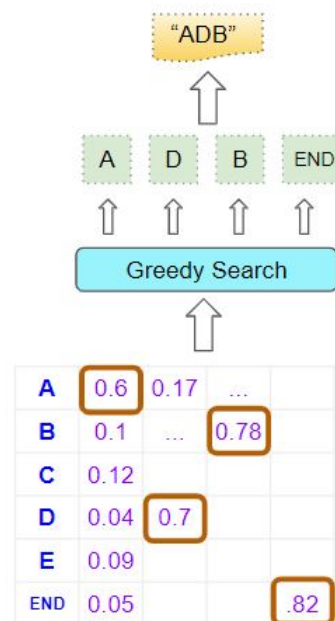 “ADB”
A D B END
Greedy Search
A 0.6 0.17 ...
B 0.1 ... 0.78
C 0.12
D 0.04 0.7
E 0.09
END 0.05 .82